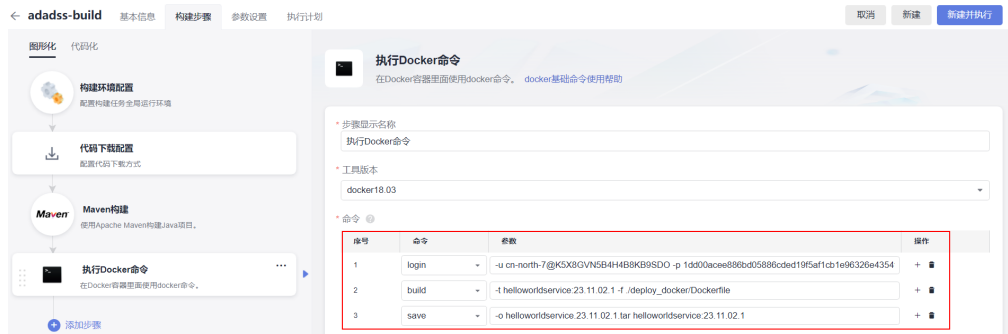 ← adadss-build 基本信息 构建步骤 参数设置 执行计划 取消 新建 新建并执行
图形化 代码化
构建环境配置
配置构建任务全局运行环境
代码下载配置
配置代码下载方式
Maven
Maven构建
使用Apache Maven构建Java项目。
执行Docker命令
在Docker容器里面使用docker命令。
添加步骤
执行Docker命令
在Docker容器里面使用docker命令。 docker基础命令使用帮助
* 步骤显示名称
执行Docker命令
* 工具版本
docker18.03
* 命令
序号 命令 参数 操作
1 login -u cn-north-7@K5X8GVN5B4H4B8KB9SDO -p 1dd00acee886bd05886cded19f5af1cb1e96326e4354
2 build -t helloworldservice:23.11.02.1 -f ./deploy_docker/Dockerfile
3 save -o helloworldservice.23.11.02.1.tar helloworldservice:23.11.02.1